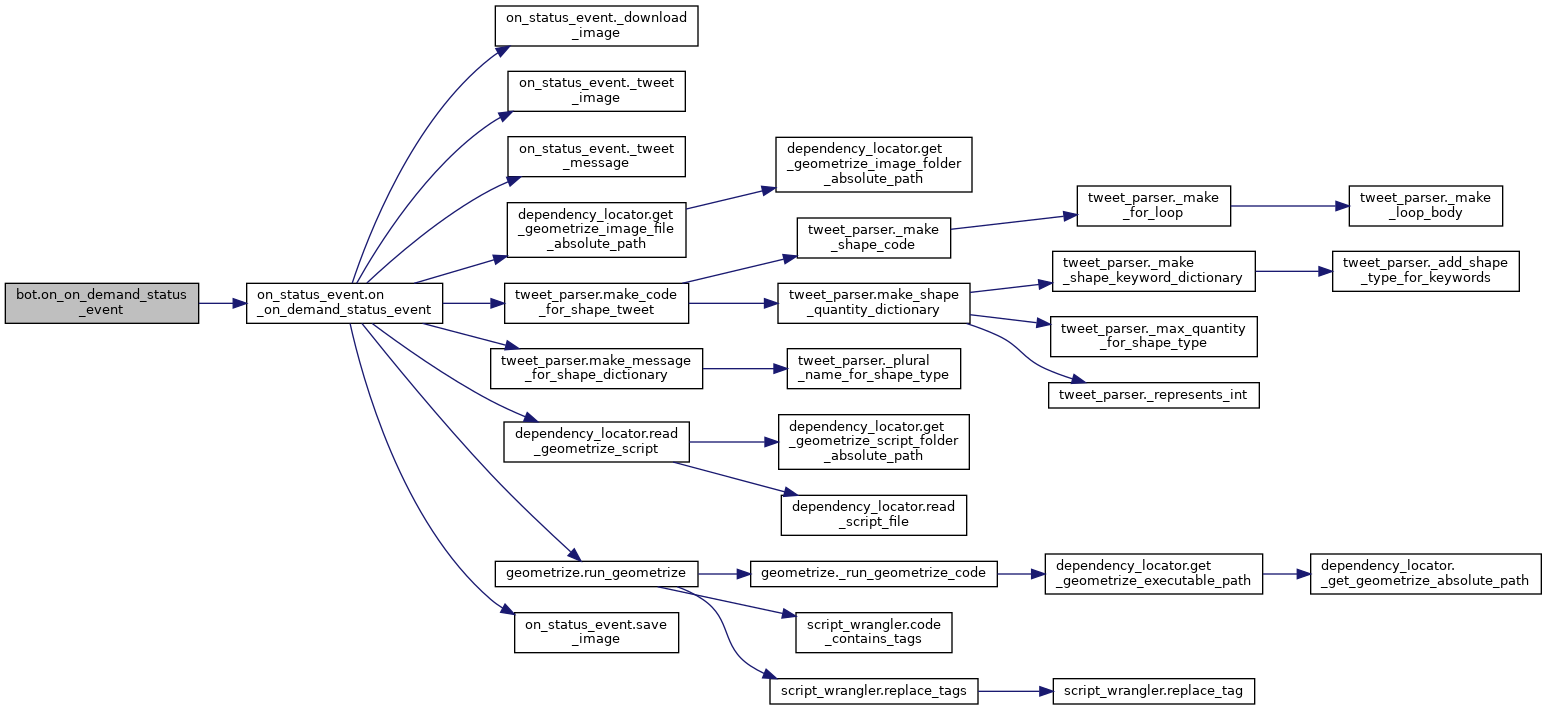 bot.on_on_demand_status
_event
on_status_event.on
_on_demand_status_event
on_status_event._download
_image
on_status_event._tweet
_image
on_status_event._tweet
_message
dependency_locator.get
_geometrize_image_file
_absolute_path
tweet_parser.make_code
_for_shape_tweet
tweet_parser.make_message
_for_shape_dictionary
dependency_locator.read
_geometrize_script
geometrize.run_geometrize
on_status_event.save
_image
dependency_locator.get
_geometrize_image_folder
_absolute_path
tweet_parser._make
_shape_code
tweet_parser.make_shape
_quantity_dictionary
tweet_parser._plural
_name_for_shape_type
dependency_locator.get
_geometrize_script_folder
_absolute_path
dependency_locator.read
_script_file
geometrize._run_geometrize_code
script_wrangler.code
_contains_tags
script_wrangler.replace_tags
tweet_parser._make
_for_loop
tweet_parser._make
_shape_keyword_dictionary
tweet_parser._max_quantity
_for_shape_type
tweet_parser._represents_int
dependency_locator.get
_geometrize_executable_path
script_wrangler.replace_tag
tweet_parser._make
_loop_body
tweet_parser._add_shape
_type_for_keywords
dependency_locator.
_get_geometrize_absolute_path